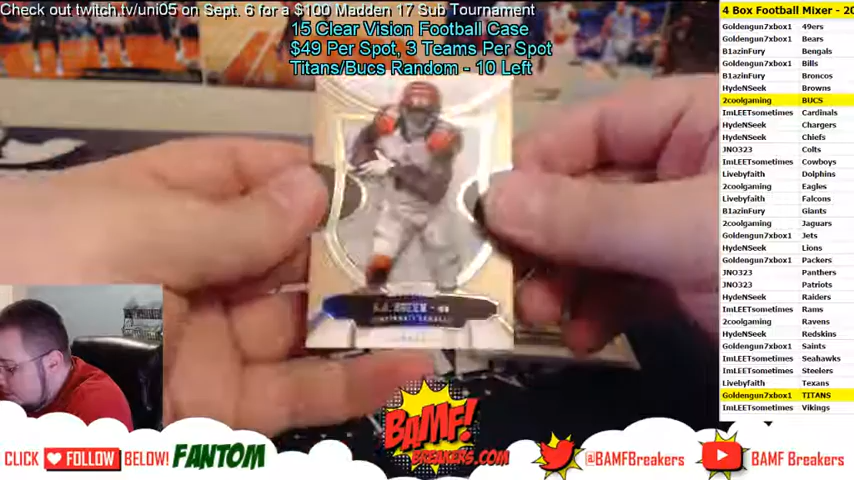 Check out twitch.tv/uni05 on Sept. 6 for a $100 Madden 17 Sub Tournament
15 Clear Vision Football Case
$49 Per Spot, 3 Teams Per Spot
Titans/Bucs Random - 10 Left
4 Box Football Mixer - 20
Goldengun7xbox1 49ers
Goldengun7xbox1 Bears
B1azinFury Bengals
Goldengun7xbox1 Bills
B1azinFury Broncos
HydeNSeek Browns
2coolgaming BUCS
ImLEETsometimes Cardinals
HydeNSeek Chargers
HydeNSeek Chiefs
JNO323 Colts
ImLEETsometimes Cowboys
Livebyfaith Dolphins
2coolgaming Eagles
Livebyfaith Falcons
B1azinFury Giants
2coolgaming Jaguars
Goldengun7xbox1 Jets
HydeNSeek Lions
Goldengun7xbox1 Packers
JNO323 Panthers
JNO323 Patriots
HydeNSeek Raiders
ImLEETsometimes Rams
2coolgaming Ravens
HydeNSeek Redskins
Goldengun7xbox1 Saints
ImLEETsometimes Seahawks
ImLEETsometimes Steelers
Livebyfaith Texans
Goldengun7xbox1 TITANS
ImLEETsometimes Vikings
A.J. GREEN - WR
CLICK FOLLOW BELOW! FANTOM
BAMF!
BREAKERS.COM
@BAMFBreakers
BAMF Breakers